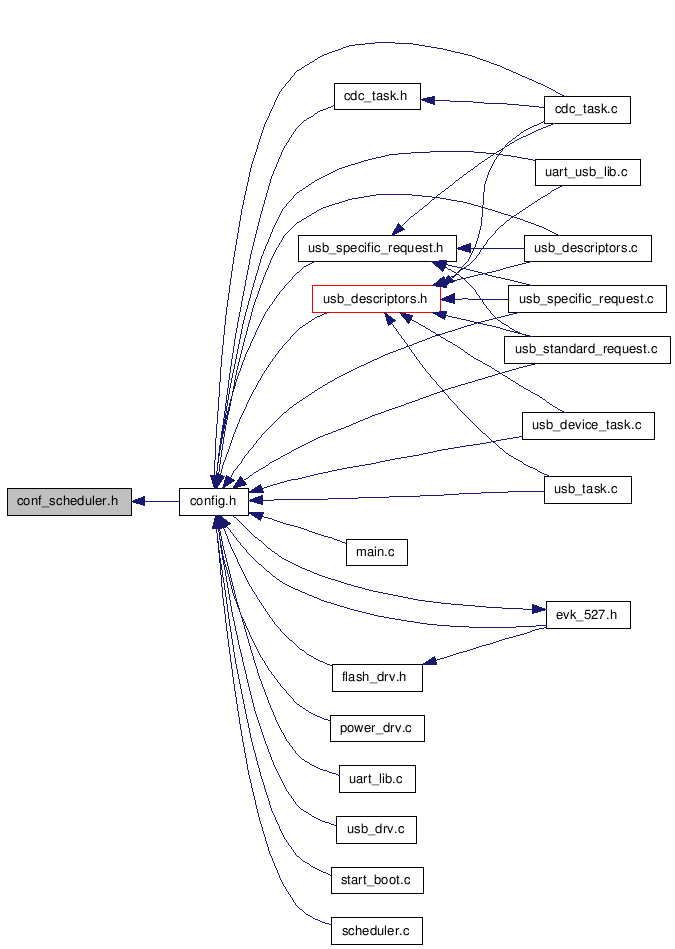 cdc_task.h
cdc_task.c
uart_usb_lib.c
usb_specific_request.h
usb_descriptors.c
usb_descriptors.h
usb_specific_request.c
usb_standard_request.c
usb_device_task.c
usb_task.c
conf_scheduler.h
config.h
main.c
evk_527.h
flash_drv.h
power_drv.c
uart_lib.c
usb_drv.c
start_boot.c
scheduler.c